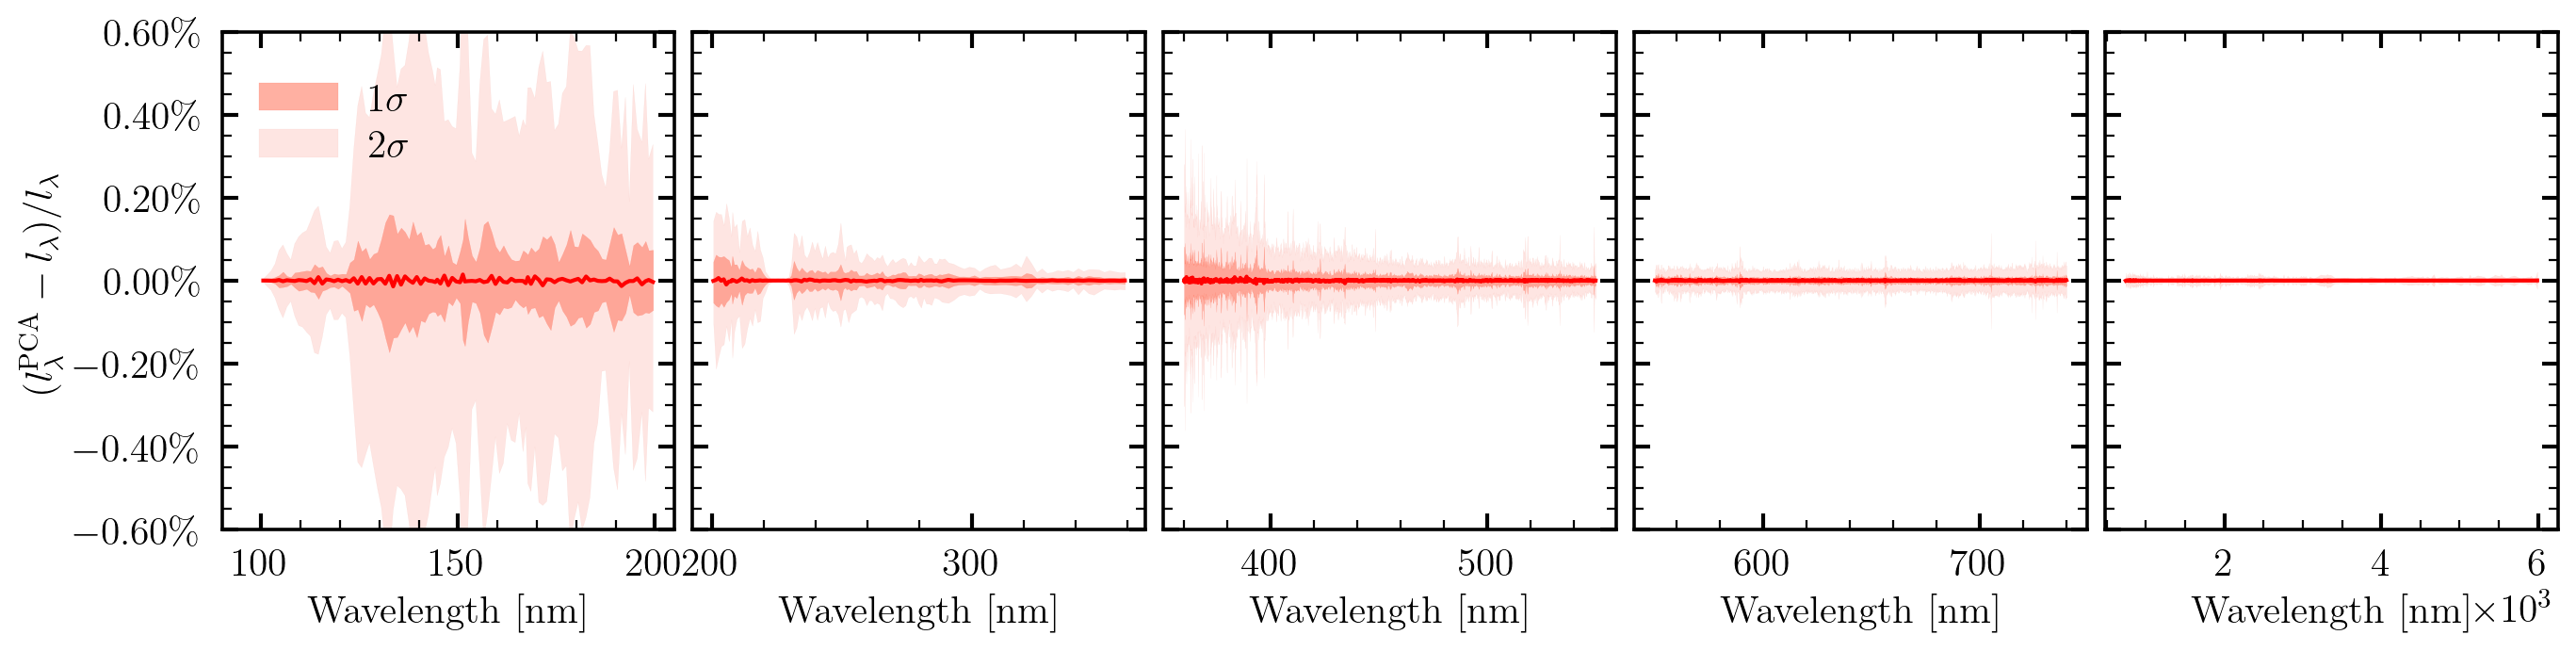 (l_λ^PCA − l_λ)/l_λ
0.60%
0.40%
0.20%
0.00%
−0.20%
−0.40%
−0.60%
1σ
2σ
100 150 200
200 300
400 500
600 700
2 4 6
Wavelength [nm]
Wavelength [nm]
Wavelength [nm]
Wavelength [nm]
Wavelength [nm]×10³